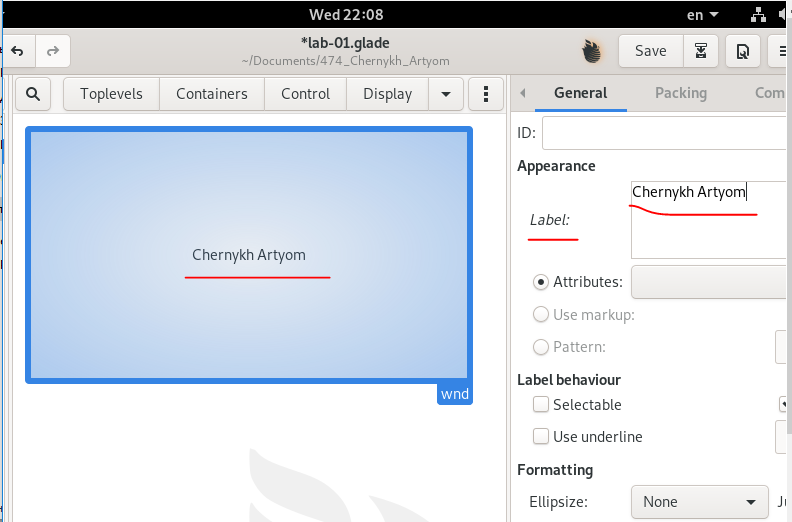 Wed 22:08
en
*lab-01.glade
~/Documents/474_Chernykh_Artyom
Save
Toplevels
Containers
Control
Display
General
Packing
Com
ID:
Appearance
Chernykh Artyom
Label:
Chernykh Artyom
Attributes:
Use markup:
Pattern:
wnd
Label behaviour
Selectable
Use underline
Formatting
Ellipsize:
None
Ju